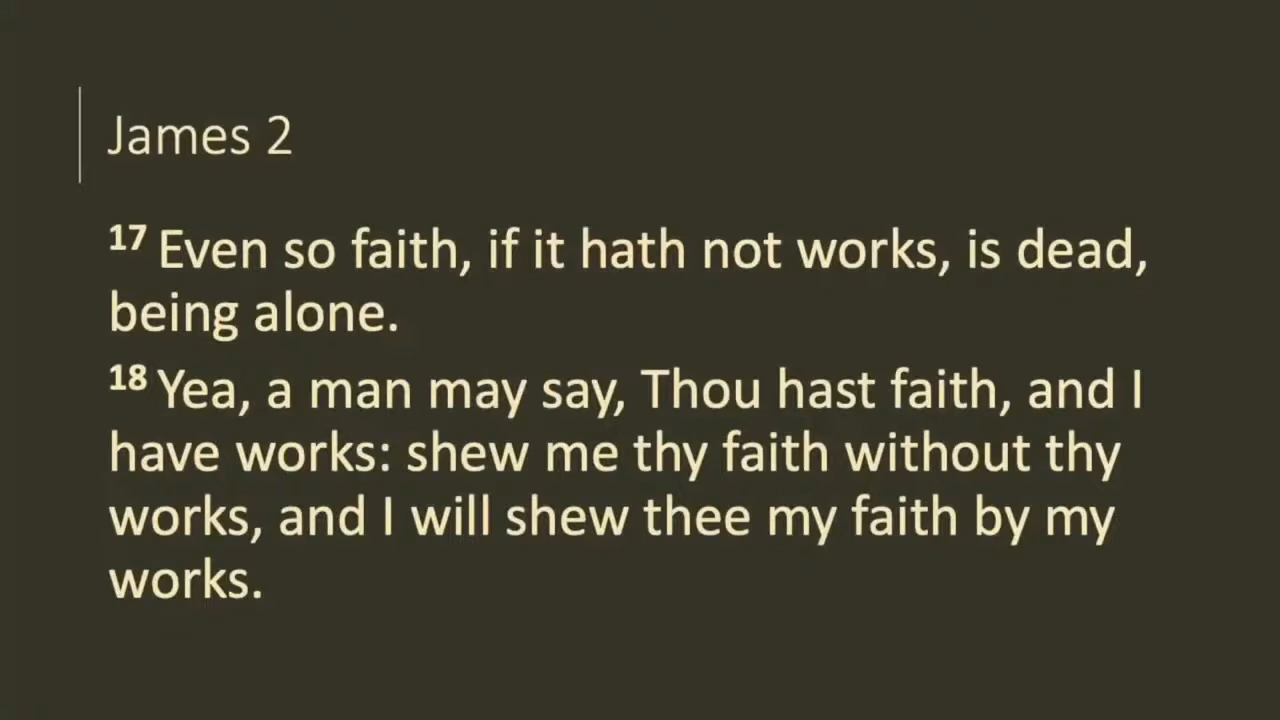 James 2
17 Even so faith, if it hath not works, is dead,
being alone.
18 Yea, a man may say, Thou hast faith, and I
have works: shew me thy faith without thy
works, and I will shew thee my faith by my
works.